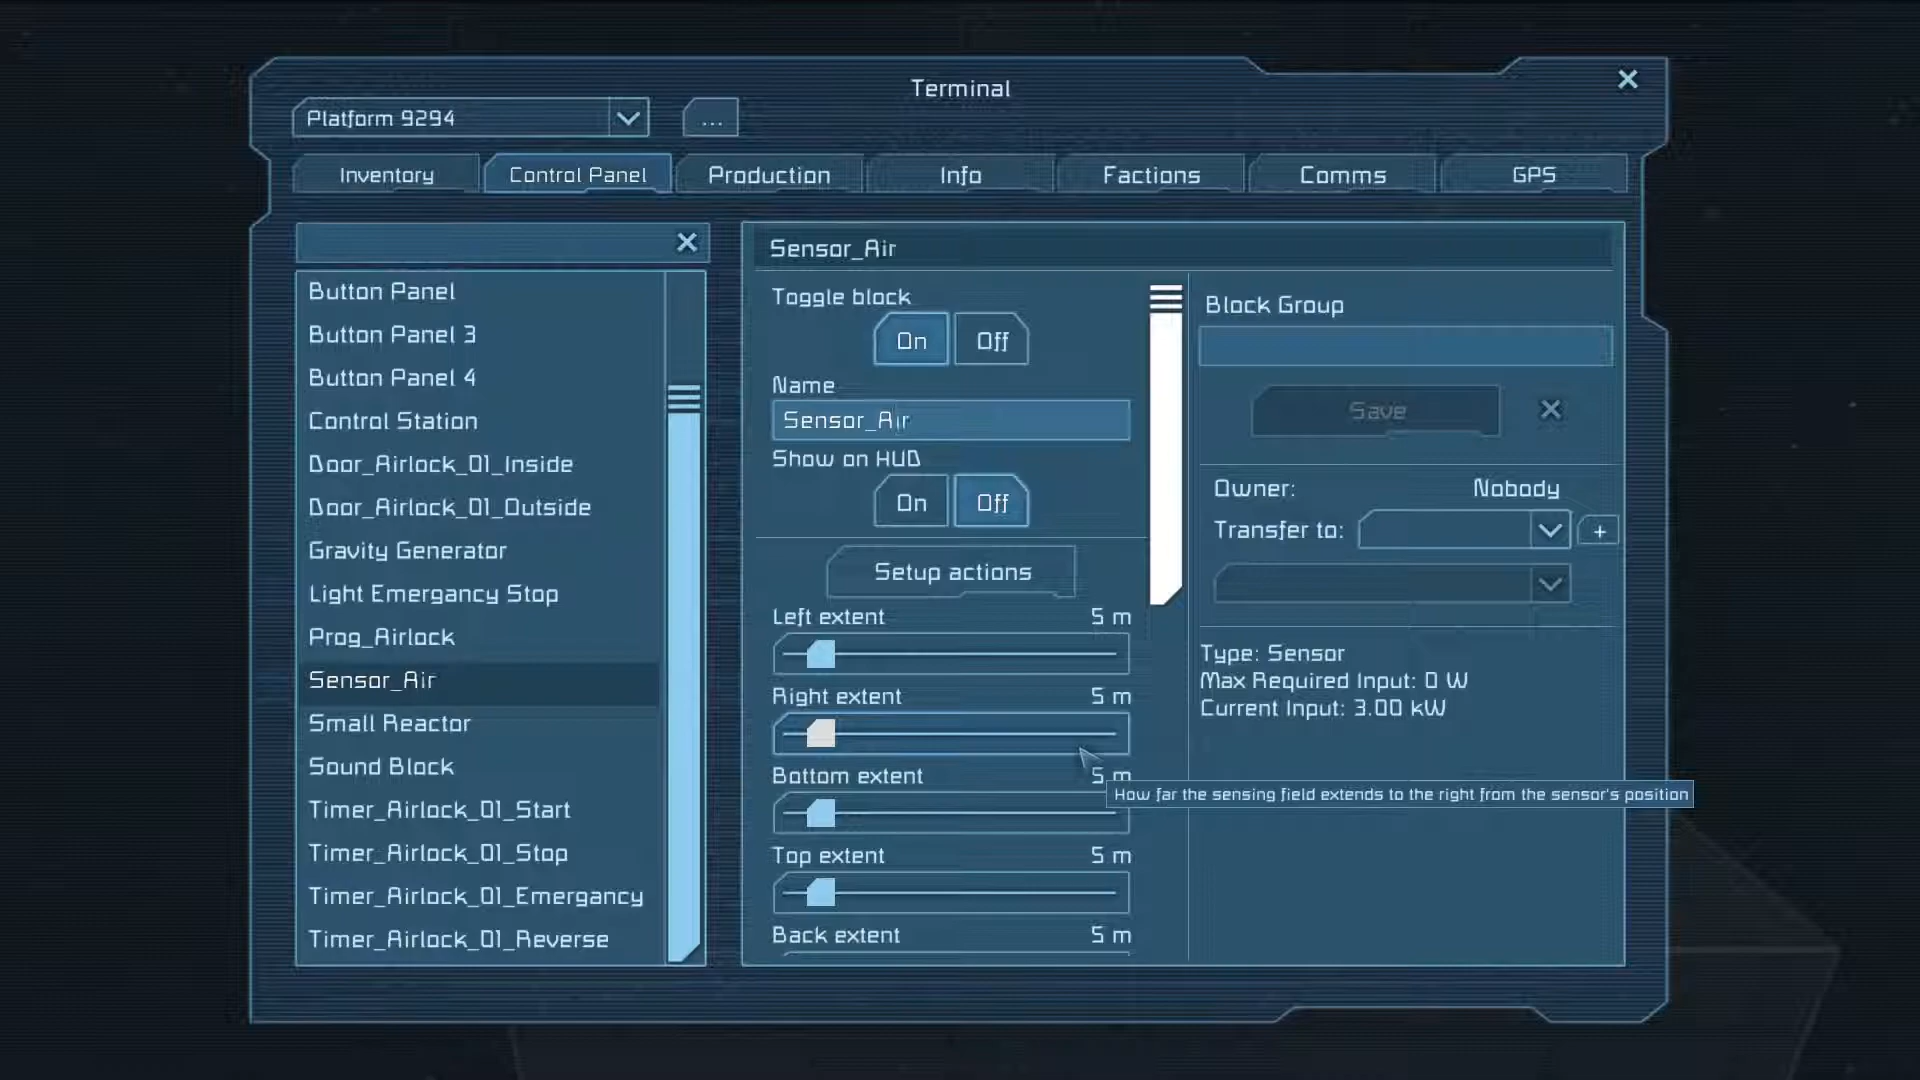 Terminal
Platform 9294
...
Inventory
Control Panel
Production
Info
Factions
Comms
GPS
Button Panel
Button Panel 3
Button Panel 4
Control Station
Door_Airlock_01_Inside
Door_Airlock_01_Outside
Gravity Generator
Light Emergancy Stop
Prog_Airlock
Sensor_Air
Small Reactor
Sound Block
Timer_Airlock_01_Start
Timer_Airlock_01_Stop
Timer_Airlock_01_Emergancy
Timer_Airlock_01_Reverse
Sensor_Air
Toggle block
On Off
Name
Sensor_Air
Show on HUD
On Off
Setup actions
Left extent 5 m
Right extent 5 m
Bottom extent 5 m
Top extent 5 m
Back extent 5 m
How far the sensing field extends to the right from the sensor's position
Block Group
Save
Owner: Nobody
Transfer to:
+
Type: Sensor
Max Required Input: 0 W
Current Input: 3.00 kW